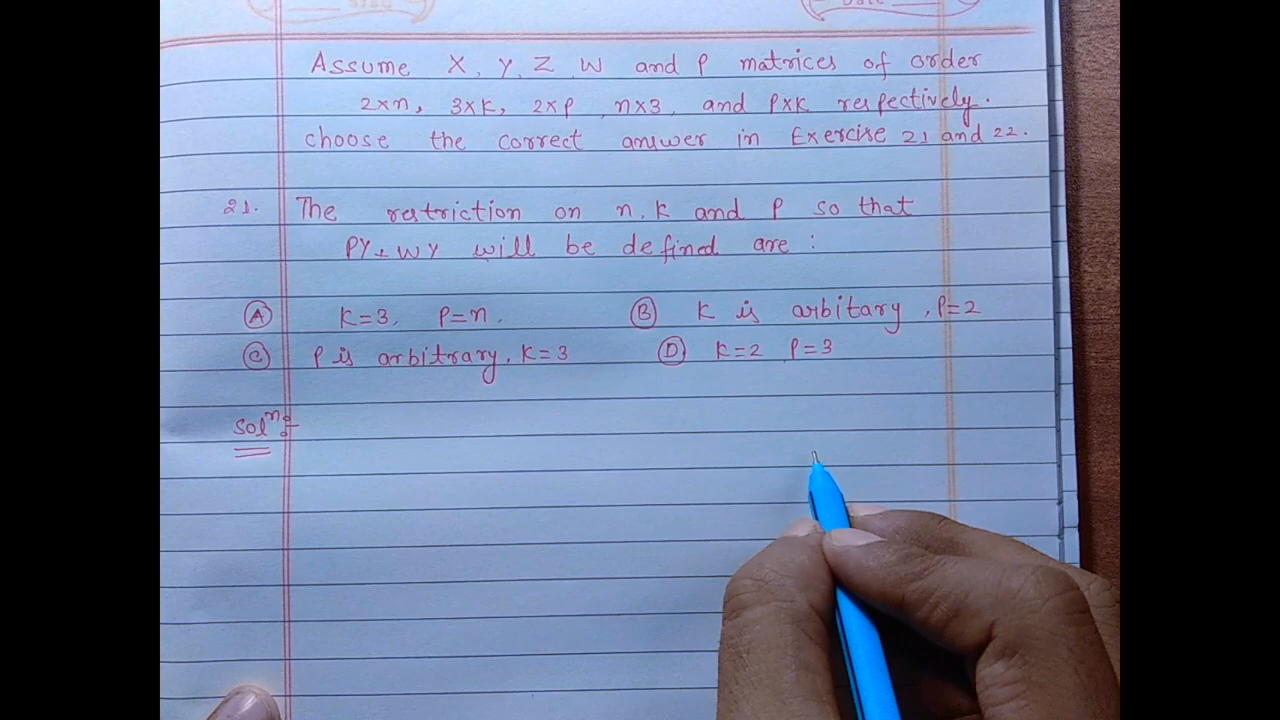 Assume X, Y, Z W and P matrices of order
2×n, 3×K, 2×P, n×3, and P×K respectively.
choose the correct answer in Exercise 21 and 22.
21. The restriction on n, K and P so that
PY+WY will be defined are :
(A) K=3, P=n. (B) K is arbitary, P=2
(C) P is arbitrary, K=3 (D) K=2 P=3
Solⁿ:-